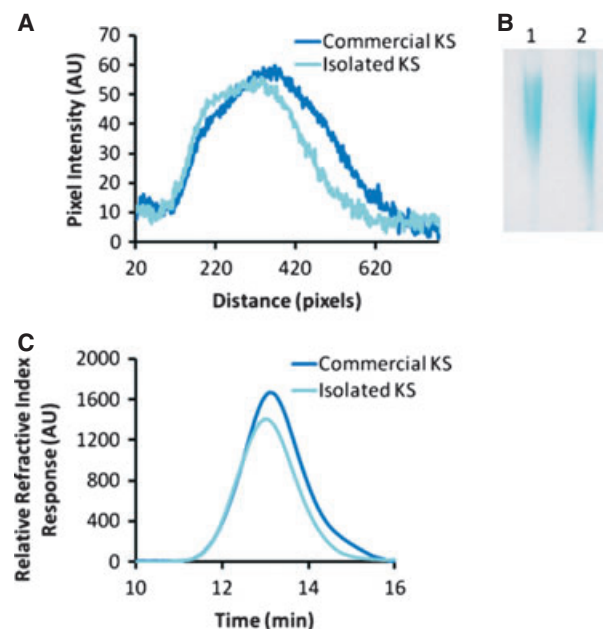 A
B
Commercial KS
Isolated KS
1 2
Pixel Intensity (AU)
70
60
50
40
30
20
10
0
20 220 420 620
Distance (pixels)
C
Commercial KS
Isolated KS
Relative Refractive Index
Response (AU)
2000
1600
1200
800
400
0
10 12 14 16
Time (min)